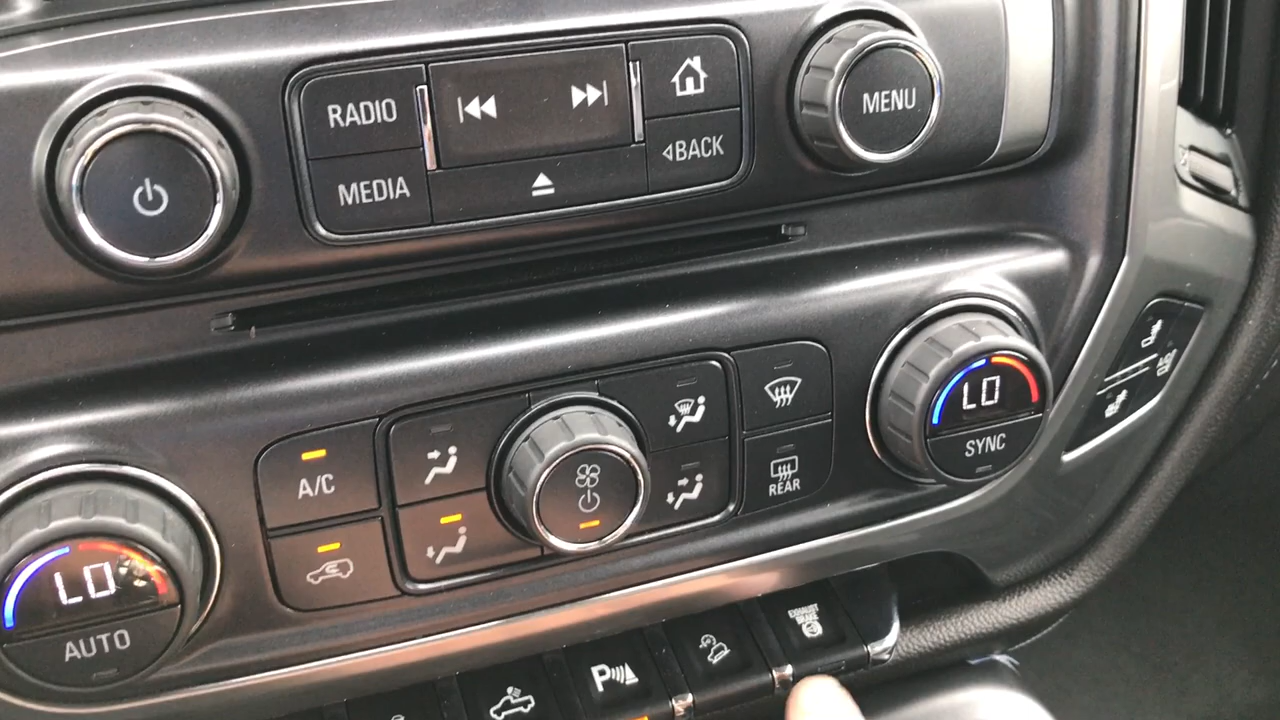 RADIO
MEDIA
BACK
MENU
A/C
LO
AUTO
REAR
LO
SYNC
P
EXHAUST
BRAKE